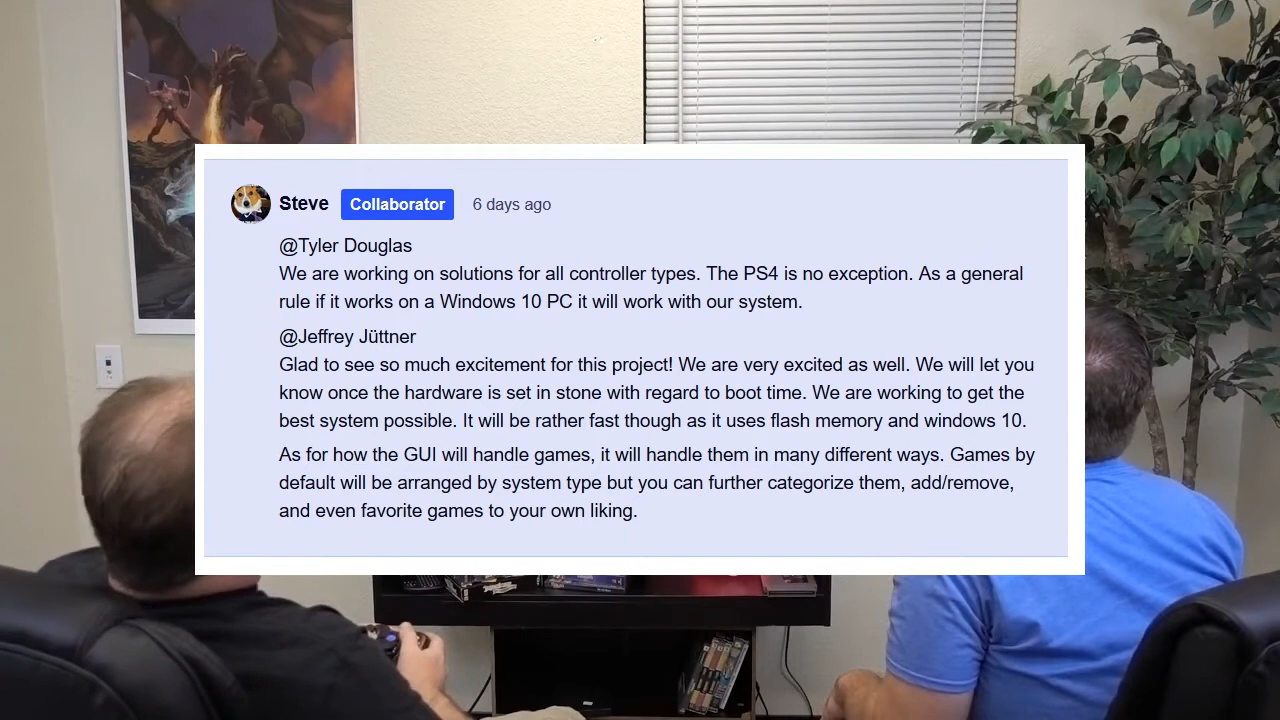 Steve Collaborator 6 days ago
@Tyler Douglas
We are working on solutions for all controller types. The PS4 is no exception. As a general
rule if it works on a Windows 10 PC it will work with our system.
@Jeffrey Jüttner
Glad to see so much excitement for this project! We are very excited as well. We will let you
know once the hardware is set in stone with regard to boot time. We are working to get the
best system possible. It will be rather fast though as it uses flash memory and windows 10.
As for how the GUI will handle games, it will handle them in many different ways. Games by
default will be arranged by system type but you can further categorize them, add/remove,
and even favorite games to your own liking.